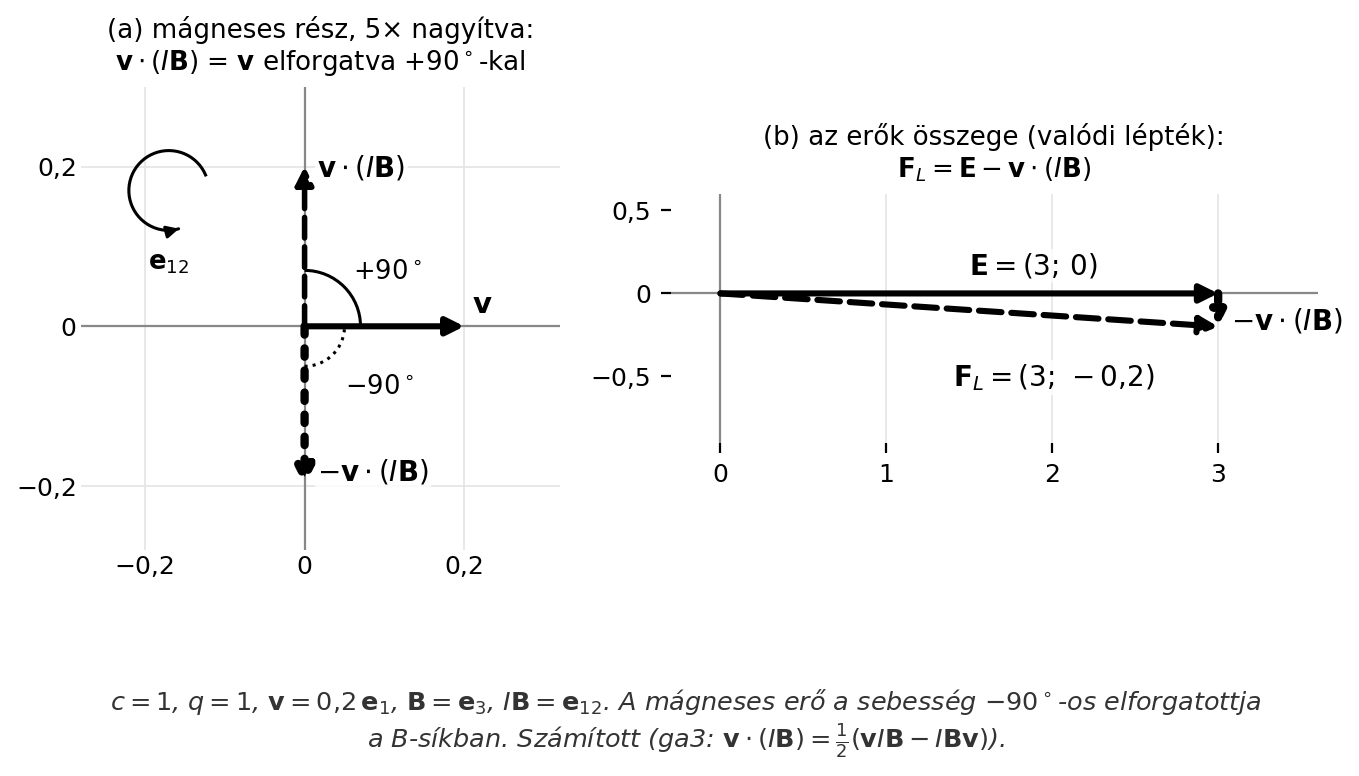 (a) mágneses rész, 5× nagyítva:
v · (IB) = v elforgatva +90°-kal
0,2
v · (IB)
e₁₂
+90°
v
0
−90°
−v · (IB)
−0,2
−0,2 0 0,2
(b) az erők összege (valódi lépték):
F_L = E − v · (IB)
0,5
E = (3; 0)
0
−v · (IB)
−0,5
F_L = (3; −0,2)
0 1 2 3
c = 1, q = 1, v = 0,2 e₁, B = e₃, IB = e₁₂. A mágneses erő a sebesség −90°-os elforgatottja
a B-síkban. Számított (ga3: v · (IB) = ½(vIB − IBv)).